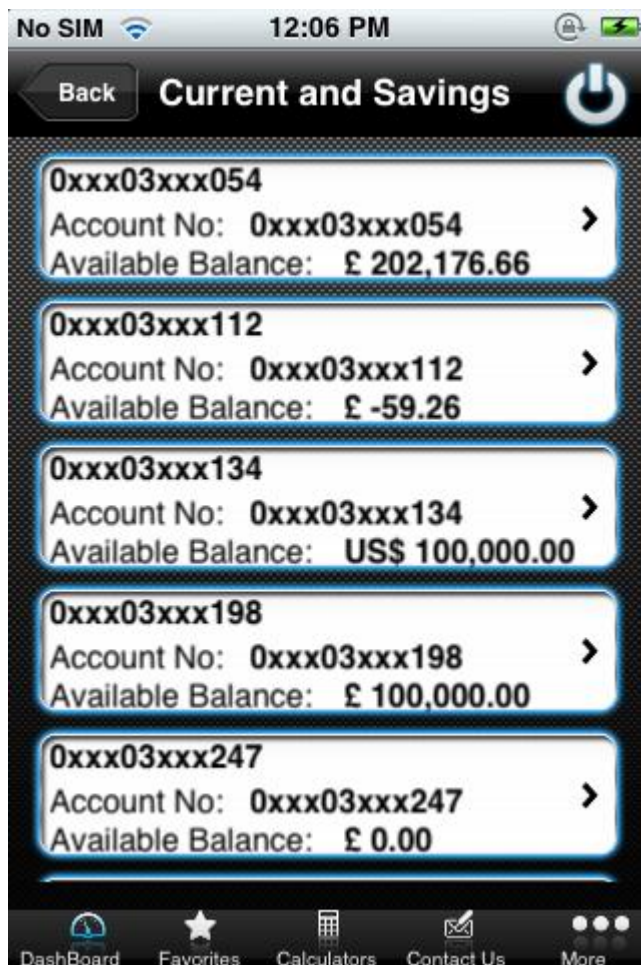 No SIM 12:06 PM
Back Current and Savings
0xxx03xxx054
Account No: 0xxx03xxx054
Available Balance: £ 202,176.66
0xxx03xxx112
Account No: 0xxx03xxx112
Available Balance: £ -59.26
0xxx03xxx134
Account No: 0xxx03xxx134
Available Balance: US$ 100,000.00
0xxx03xxx198
Account No: 0xxx03xxx198
Available Balance: £ 100,000.00
0xxx03xxx247
Account No: 0xxx03xxx247
Available Balance: £ 0.00
DashBoard Favorites Calculators Contact Us More